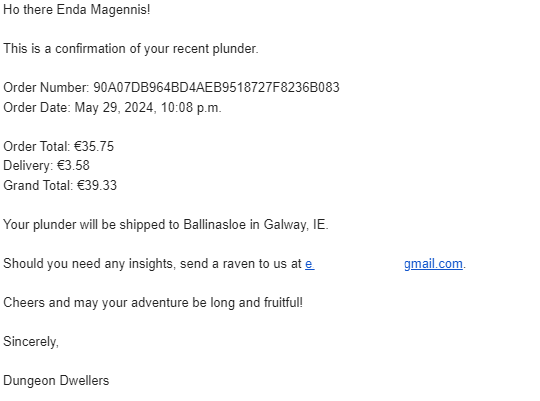 Ho there Enda Magennis!
This is a confirmation of your recent plunder.
Order Number: 90A07DB964BD4AEB9518727F8236B083
Order Date: May 29, 2024, 10:08 p.m.
Order Total: €35.75
Delivery: €3.58
Grand Total: €39.33
Your plunder will be shipped to Ballinasloe in Galway, IE.
Should you need any insights, send a raven to us at e gmail.com.
Cheers and may your adventure be long and fruitful!
Sincerely,
Dungeon Dwellers